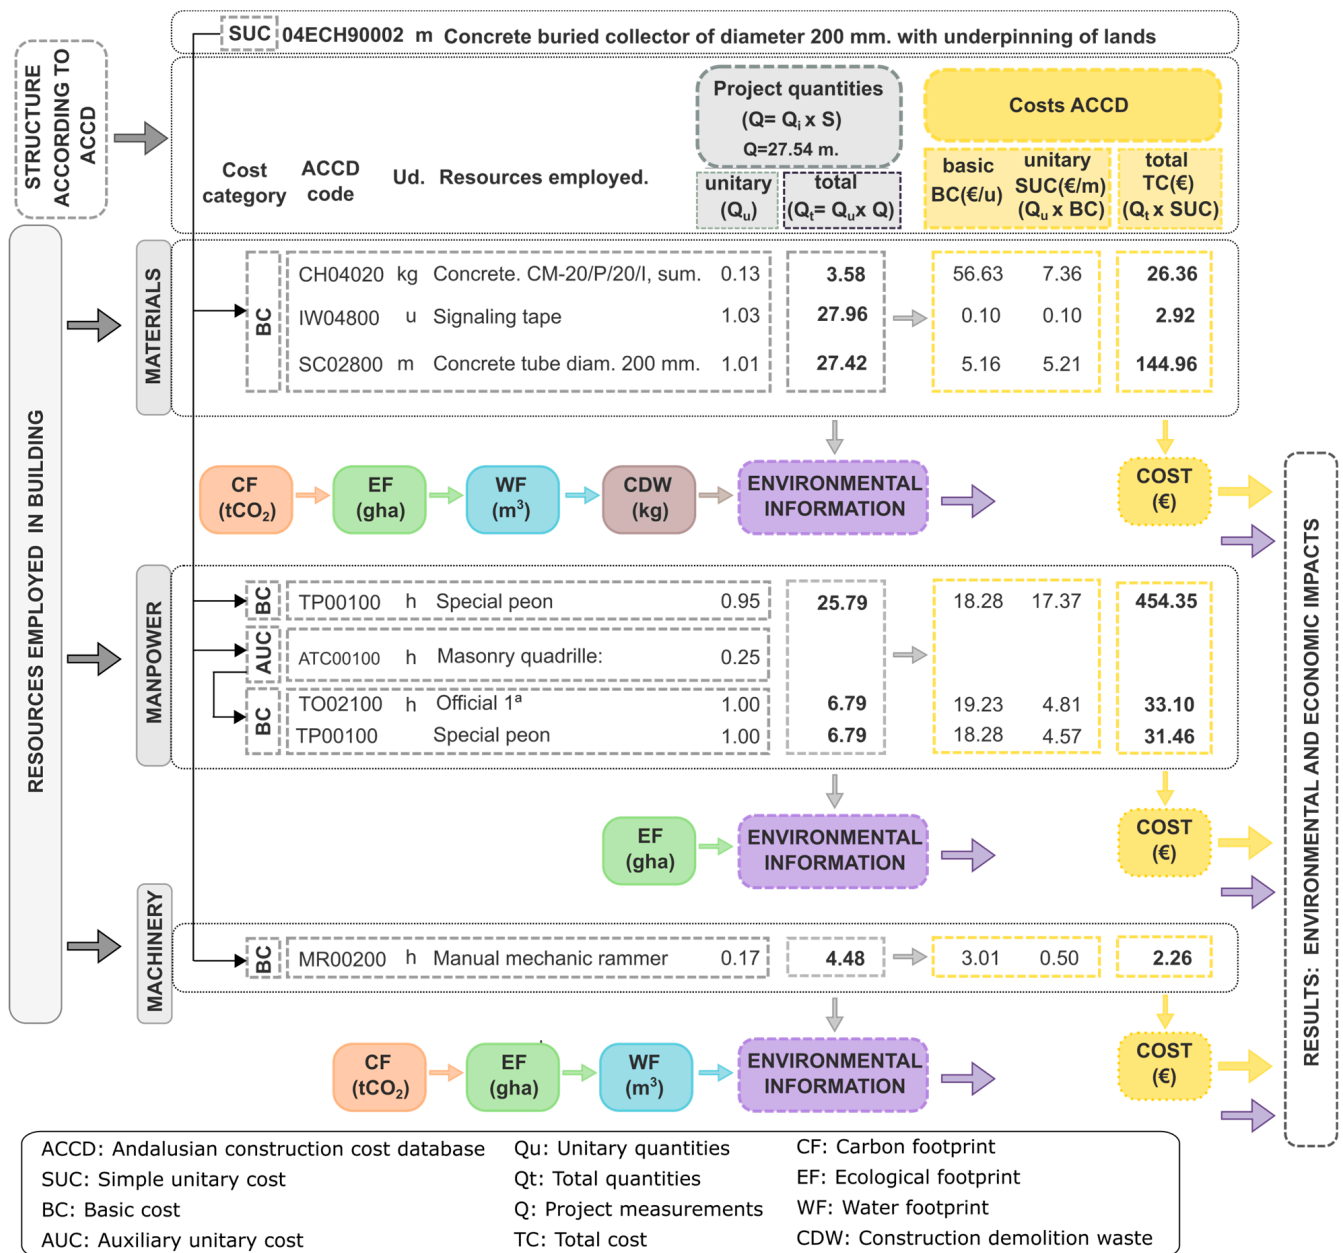 SUC 04ECH90002 m Concrete buried collector of diameter 200 mm. with underpinning of lands
STRUCTURE
ACCORDING TO
ACCD
Project quantities
(Q= Qi x S)
Q=27.54 m.
Costs ACCD
Cost
category
ACCD
code
Ud. Resources employed.
unitary
(Qu)
total
(Qt= Qu x Q)
basic
BC(€/u)
unitary
SUC(€/m)
(Qu x BC)
total
TC(€)
(Qt x SUC)
RESOURCES EMPLOYED IN BUILDING
MATERIALS
BC
CH04020 kg Concrete. CM-20/P/20/I, sum. 0.13 3.58 56.63 7.36 26.36
IW04800 u Signaling tape 1.03 27.96 0.10 0.10 2.92
SC02800 m Concrete tube diam. 200 mm. 1.01 27.42 5.16 5.21 144.96
CF
(tCO2)
EF
(gha)
WF
(m3)
CDW
(kg)
ENVIRONMENTAL
INFORMATION
COST
(€)
RESULTS: ENVIRONMENTAL AND ECONOMIC IMPACTS
MANPOWER
BC TP00100 h Special peon 0.95 25.79 18.28 17.37 454.35
AUC ATC00100 h Masonry quadrille: 0.25
BC
TO02100 h Official 1ª 1.00 6.79 19.23 4.81 33.10
TP00100 Special peon 1.00 6.79 18.28 4.57 31.46
EF
(gha)
ENVIRONMENTAL
INFORMATION
COST
(€)
MACHINERY
BC MR00200 h Manual mechanic rammer 0.17 4.48 3.01 0.50 2.26
CF
(tCO2)
EF
(gha)
WF
(m3)
ENVIRONMENTAL
INFORMATION
COST
(€)
ACCD: Andalusian construction cost database
SUC: Simple unitary cost
BC: Basic cost
AUC: Auxiliary unitary cost
Qu: Unitary quantities
Qt: Total quantities
Q: Project measurements
TC: Total cost
CF: Carbon footprint
EF: Ecological footprint
WF: Water footprint
CDW: Construction demolition waste